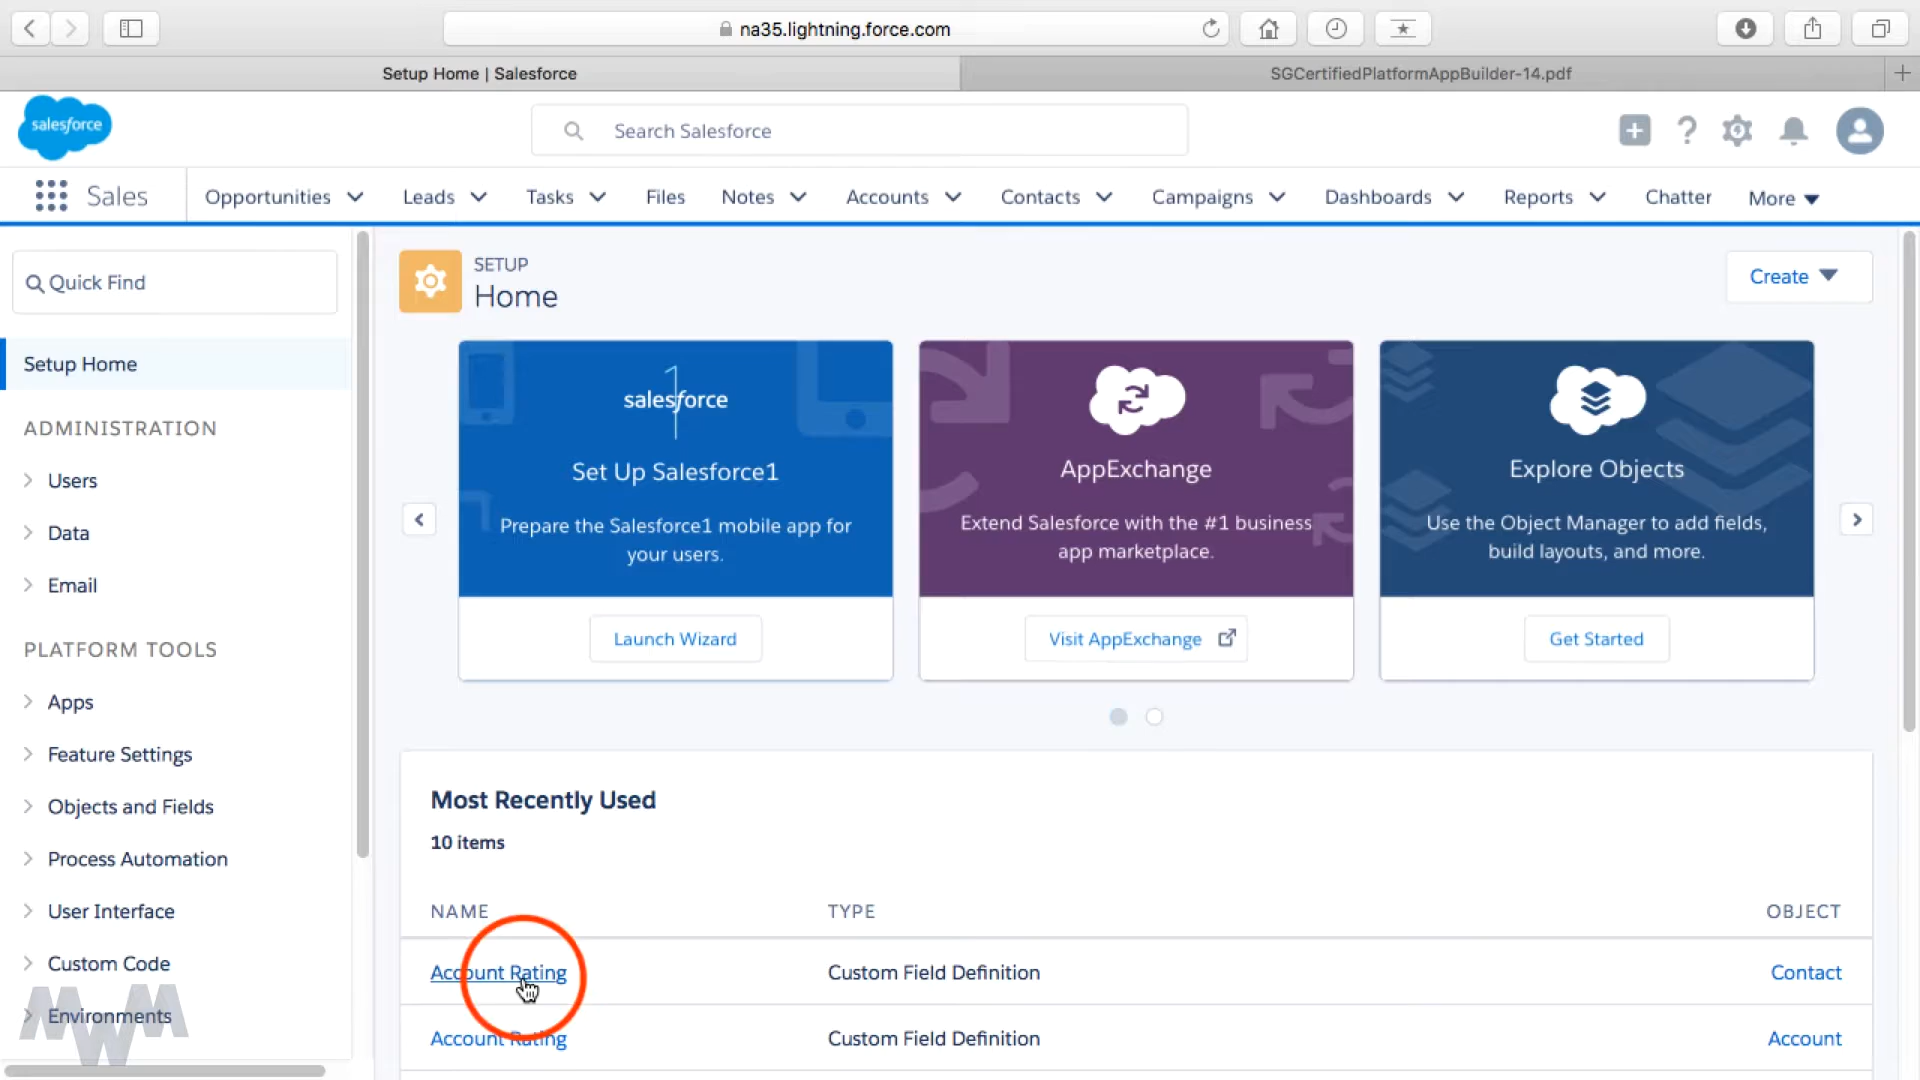 na35.lightning.force.com
Setup Home | Salesforce
SGCertifiedPlatformAppBuilder-14.pdf
salesforce
Search Salesforce
Sales
Opportunities
Leads
Tasks
Files
Notes
Accounts
Contacts
Campaigns
Dashboards
Reports
Chatter
More
Quick Find
Setup Home
ADMINISTRATION
Users
Data
Email
PLATFORM TOOLS
Apps
Feature Settings
Objects and Fields
Process Automation
User Interface
Custom Code
Environments
MWM
SETUP
Home
Create
salesforce
1
Set Up Salesforce1
Prepare the Salesforce1 mobile app for
your users.
Launch Wizard
AppExchange
Extend Salesforce with the #1 business
app marketplace.
Visit AppExchange
Explore Objects
Use the Object Manager to add fields,
build layouts, and more.
Get Started
Most Recently Used
10 items
NAME TYPE OBJECT
Account Rating Custom Field Definition Contact
Account Rating Custom Field Definition Account